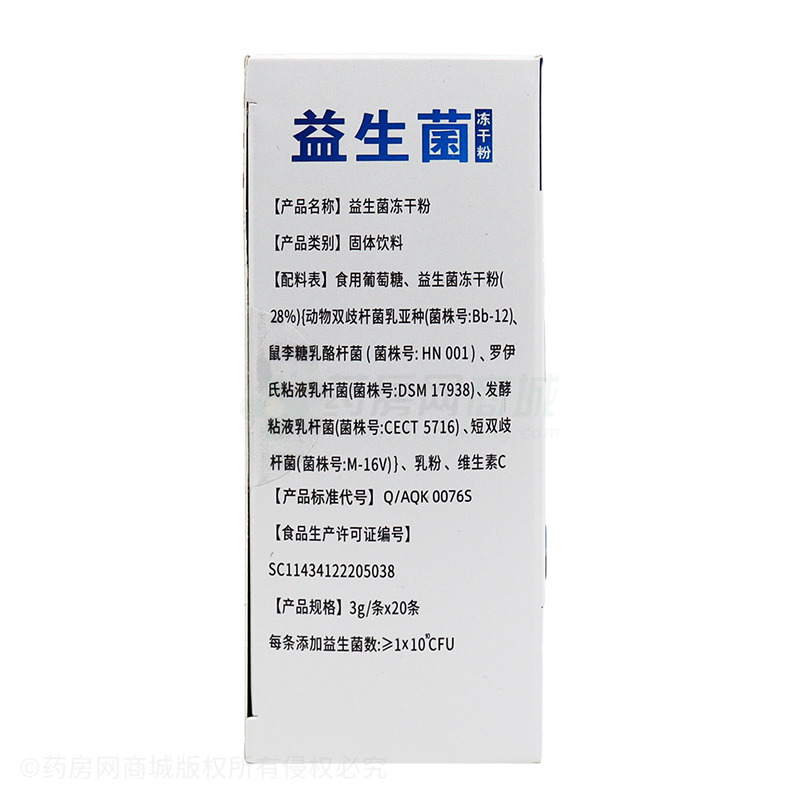 益生菌冻干粉
【产品名称】益生菌冻干粉
【产品类别】固体饮料
【配料表】食用葡萄糖、益生菌冻干粉(
28%){动物双歧杆菌乳亚种(菌株号:Bb-12)、
鼠李糖乳酪杆菌(菌株号:HN 001)、罗伊
氏粘液乳杆菌(菌株号:DSM 17938)、发酵
粘液乳杆菌(菌株号:CECT 5716)、短双歧
杆菌(菌株号:M-16V)}、乳粉、维生素C
【产品标准代号】Q/AQK 0076S
【食品生产许可证编号】
SC11434122205038
【产品规格】3g/条x20条
每条添加益生菌数:≥1x10¹⁰CFU
药房网商城
.com
©药房网商城版权所有侵权必究